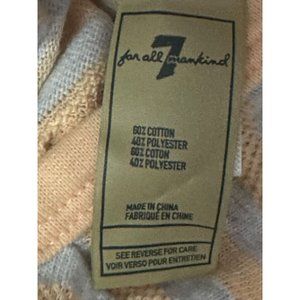 7
for all mankind
60% COTTON
40% POLYESTER
60% COTON
40% POLYESTER
MADE IN CHINA
FABRIQUÉ EN CHINE
SEE REVERSE FOR CARE
VOIR VERSO POUR ENTRETIEN